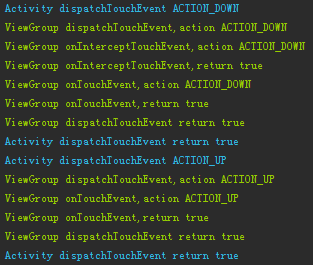 Activity dispatchTouchEvent ACTION_DOWN
ViewGroup dispatchTouchEvent,action ACTION_DOWN
ViewGroup onInterceptTouchEvent,action ACTION_DOWN
ViewGroup onInterceptTouchEvent,return true
ViewGroup onTouchEvent,action ACTION_DOWN
ViewGroup onTouchEvent,return true
ViewGroup dispatchTouchEvent return true
Activity dispatchTouchEvent return true
Activity dispatchTouchEvent ACTION_UP
ViewGroup dispatchTouchEvent,action ACTION_UP
ViewGroup onTouchEvent,action ACTION_UP
ViewGroup onTouchEvent,return true
ViewGroup dispatchTouchEvent return true
Activity dispatchTouchEvent return true